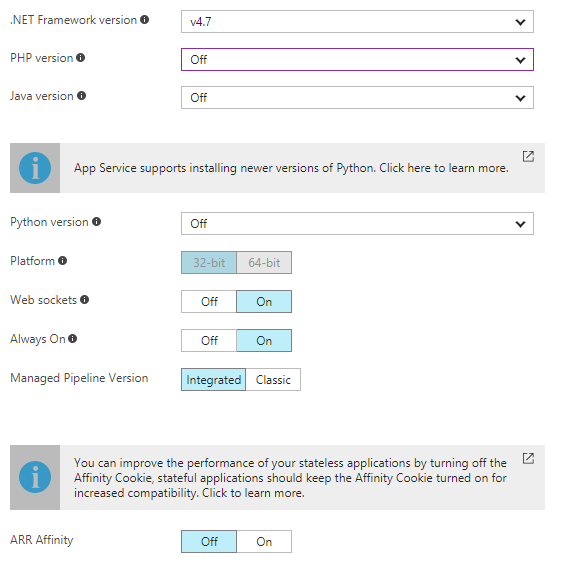 .NET Framework version
v4.7
PHP version
Off
Java version
Off
App Service supports installing newer versions of Python. Click here to learn more.
Python version
Off
Platform
32-bit 64-bit
Web sockets
Off On
Always On
Off On
Managed Pipeline Version
Integrated Classic
You can improve the performance of your stateless applications by turning off the
Affinity Cookie, stateful applications should keep the Affinity Cookie turned on for
increased compatibility. Click to learn more.
ARR Affinity
Off On